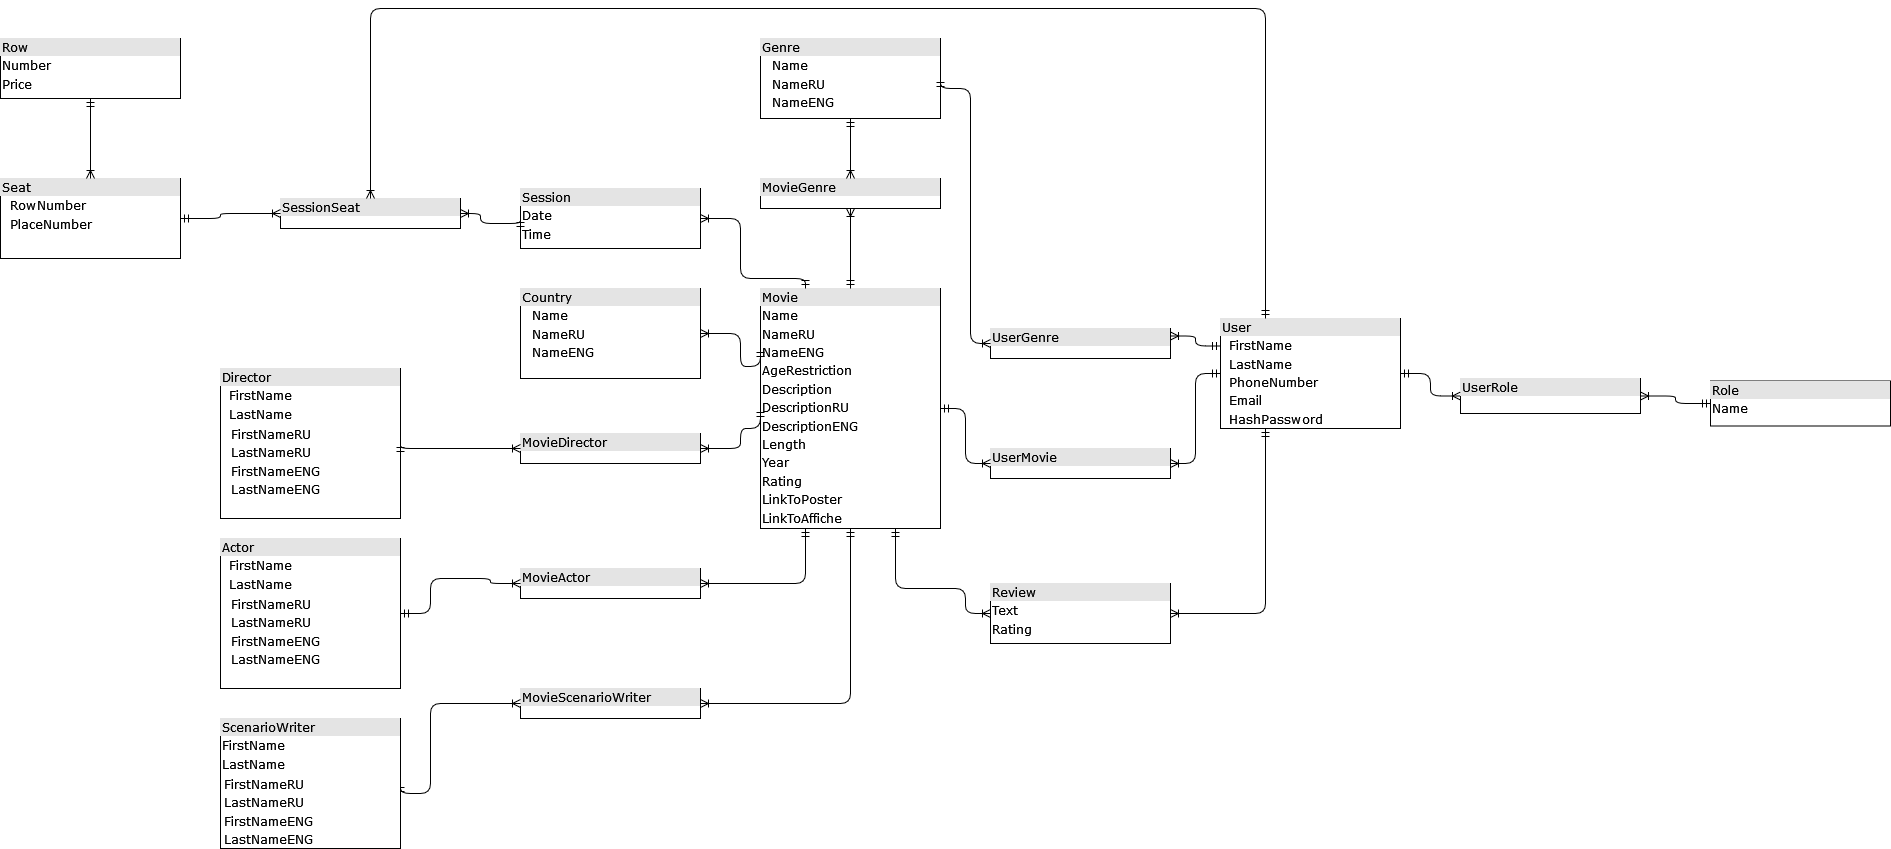 Row
Number
Price
Genre
Name
NameRU
NameENG
Seat
RowNumber
PlaceNumber
SessionSeat
Session
Date
Time
MovieGenre
Country
Name
NameRU
NameENG
Movie
Name
NameRU
NameENG
AgeRestriction
Description
DescriptionRU
DescriptionENG
Length
Year
Rating
LinkToPoster
LinkToAffiche
UserGenre
User
FirstName
LastName
PhoneNumber
Email
HashPassword
UserRole
Role
Name
Director
FirstName
LastName
FirstNameRU
LastNameRU
FirstNameENG
LastNameENG
MovieDirector
UserMovie
Actor
FirstName
LastName
FirstNameRU
LastNameRU
FirstNameENG
LastNameENG
MovieActor
Review
Text
Rating
MovieScenarioWriter
ScenarioWriter
FirstName
LastName
FirstNameRU
LastNameRU
FirstNameENG
LastNameENG